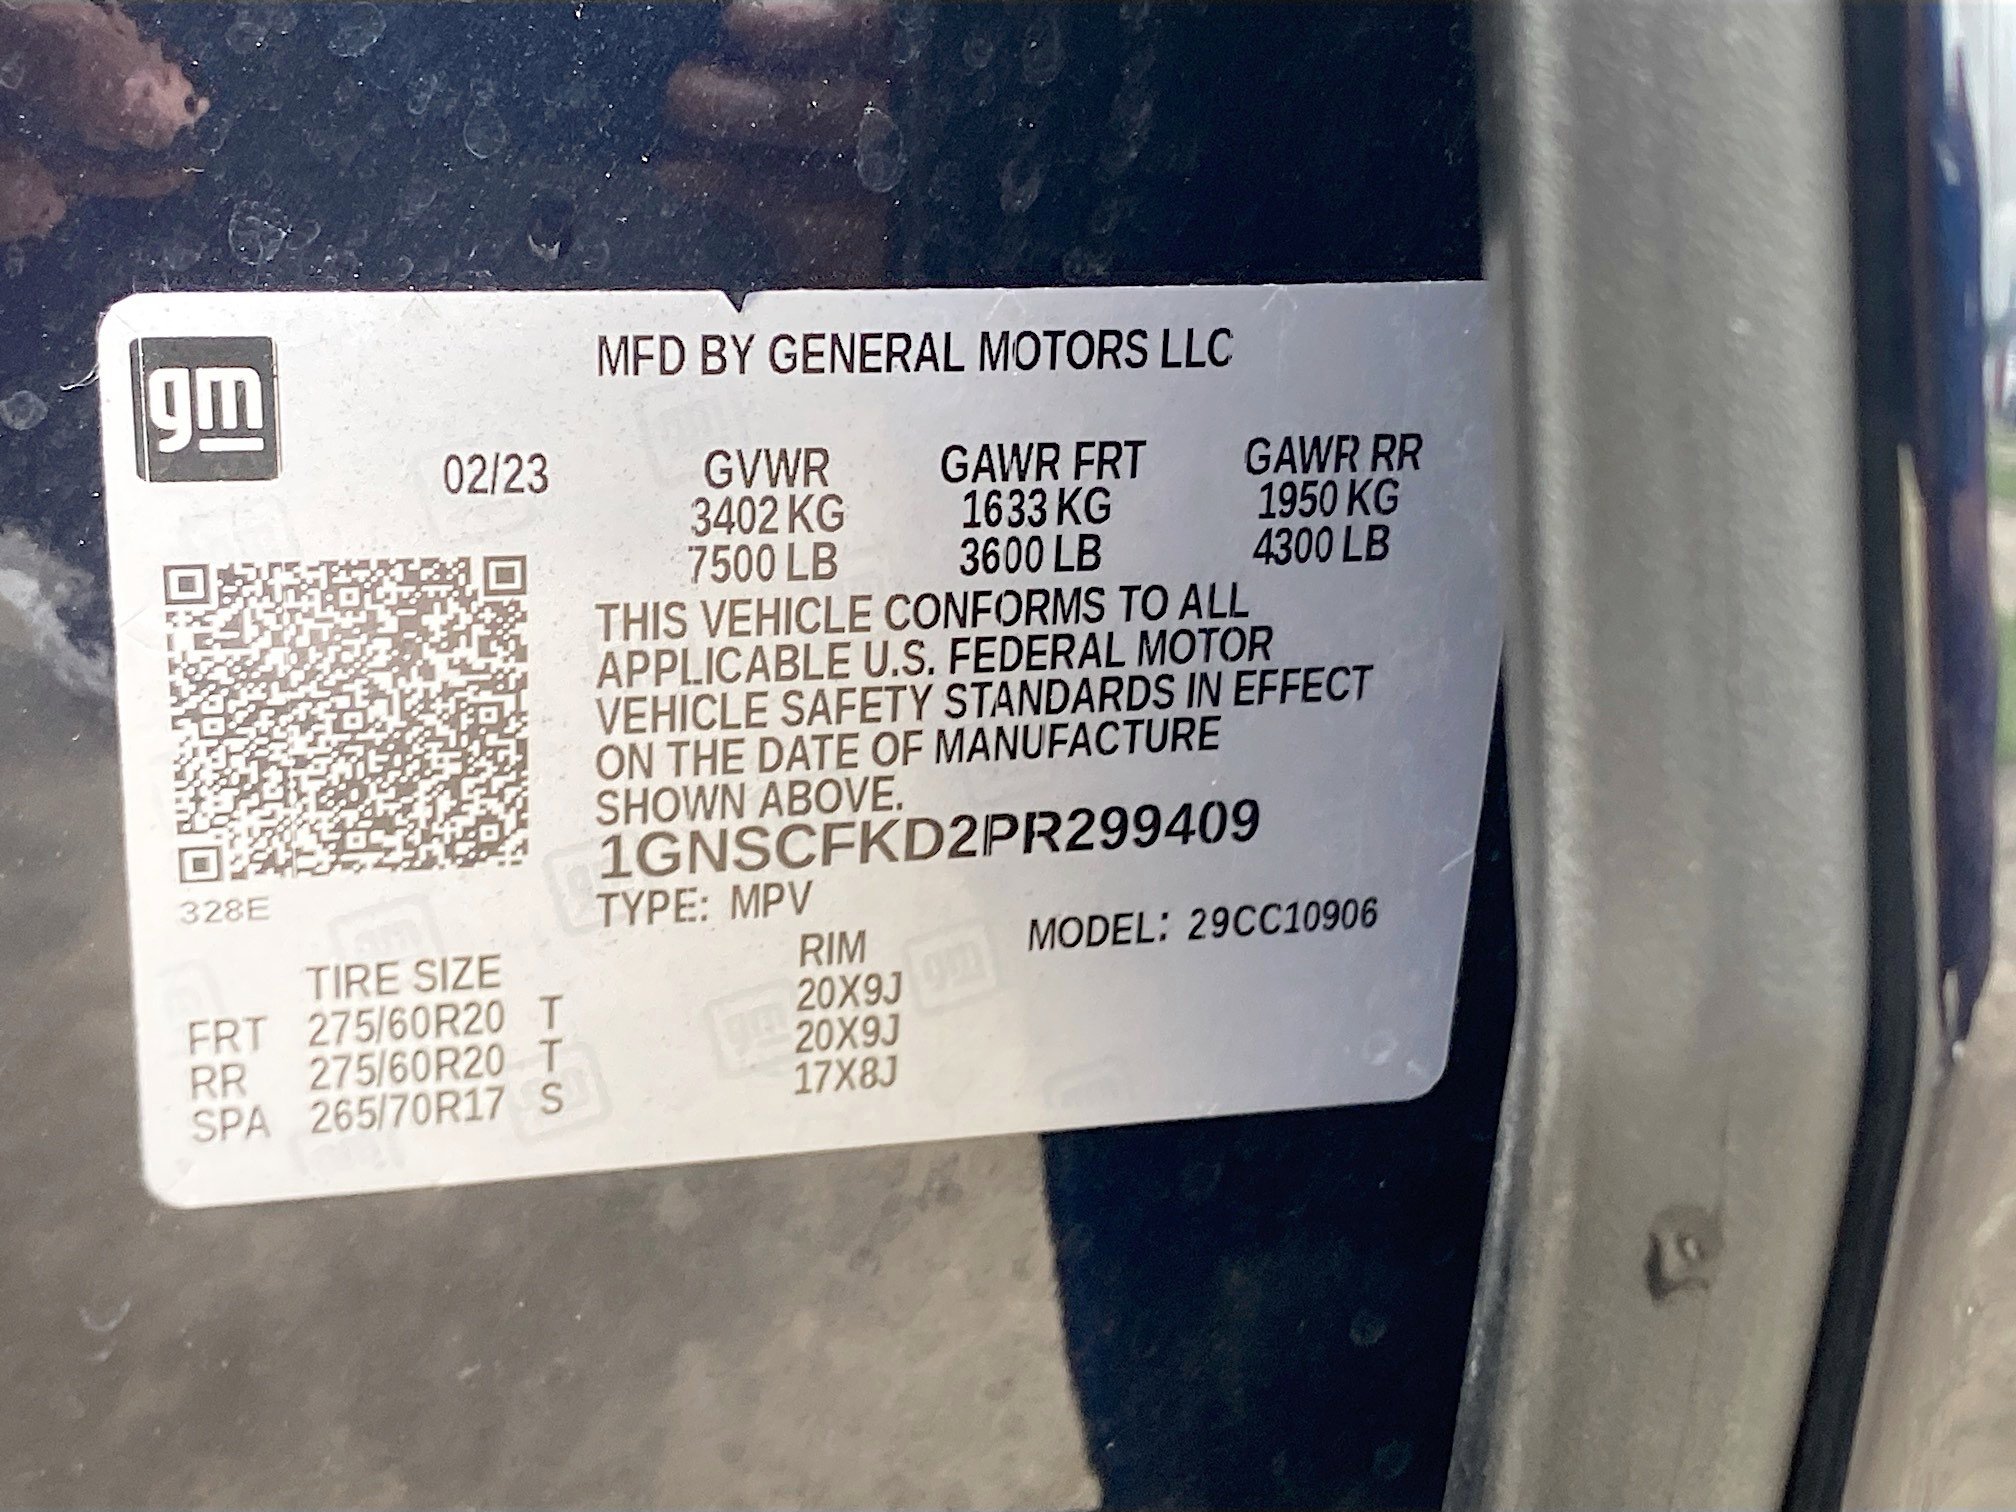 gm
MFD BY GENERAL MOTORS LLC
02/23 GVWR GAWR FRT GAWR RR
3402 KG 1633 KG 1950 KG
7500 LB 3600 LB 4300 LB
THIS VEHICLE CONFORMS TO ALL
APPLICABLE U.S. FEDERAL MOTOR
VEHICLE SAFETY STANDARDS IN EFFECT
ON THE DATE OF MANUFACTURE
SHOWN ABOVE.
1GNSCFKD2PR299409
328E
TYPE: MPV MODEL: 29CC10906
TIRE SIZE RIM
FRT 275/60R20 T 20X9J
RR 275/60R20 T 20X9J
SPA 265/70R17 S 17X8J